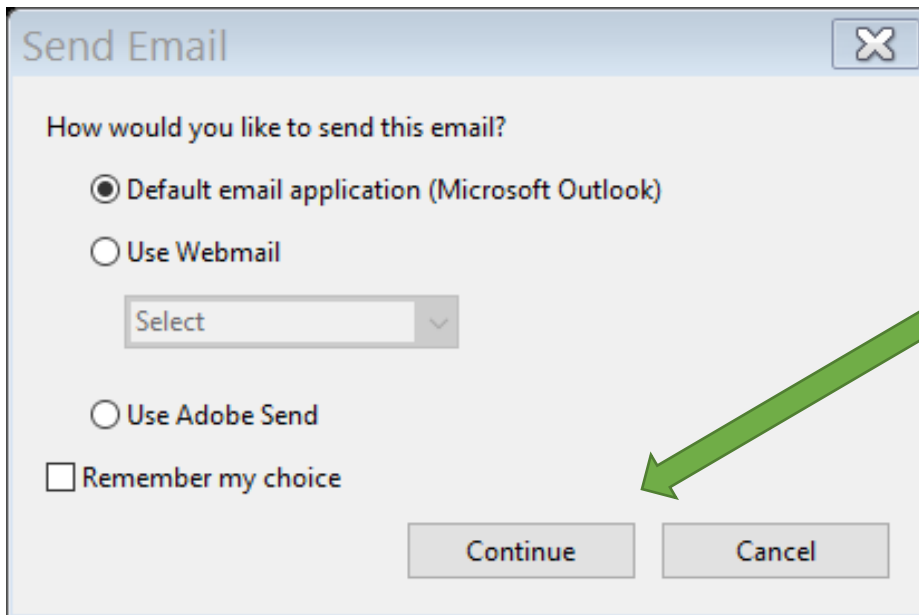 Send Email
How would you like to send this email?
Default email application (Microsoft Outlook)
Use Webmail
Select
Use Adobe Send
Remember my choice
Continue Cancel